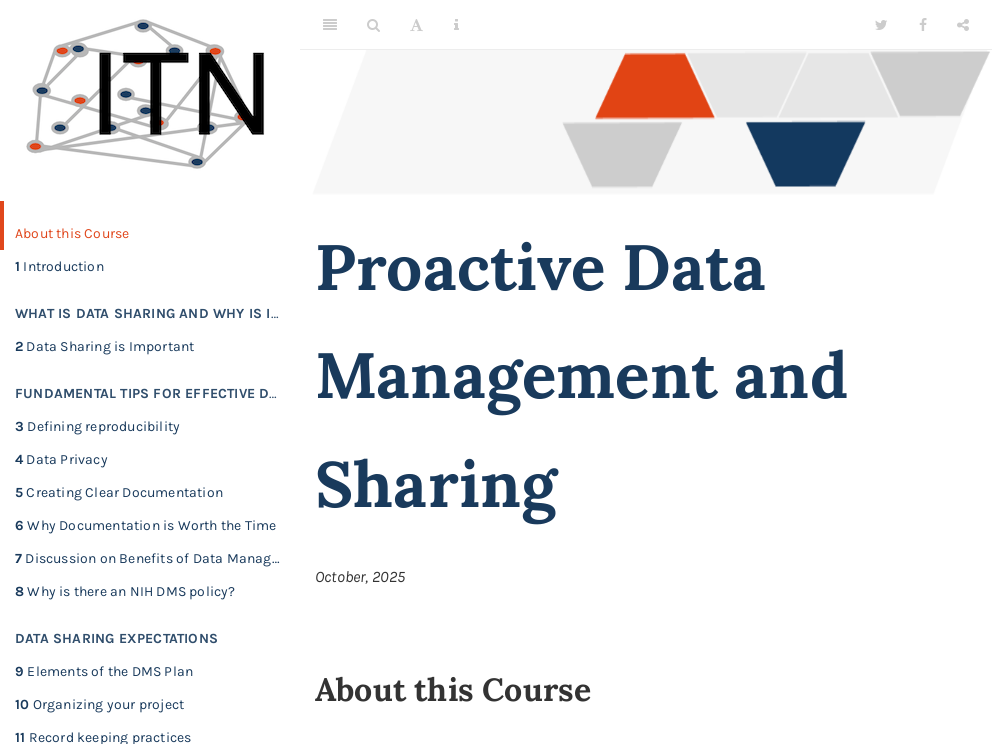 ITN
About this Course
1 Introduction
WHAT IS DATA SHARING AND WHY IS I…
2 Data Sharing is Important
FUNDAMENTAL TIPS FOR EFFECTIVE D…
3 Defining reproducibility
4 Data Privacy
5 Creating Clear Documentation
6 Why Documentation is Worth the Time
7 Discussion on Benefits of Data Manag…
8 Why is there an NIH DMS policy?
DATA SHARING EXPECTATIONS
9 Elements of the DMS Plan
10 Organizing your project
11 Record keeping practices
A
Proactive Data
Management and
Sharing
October, 2025
About this Course